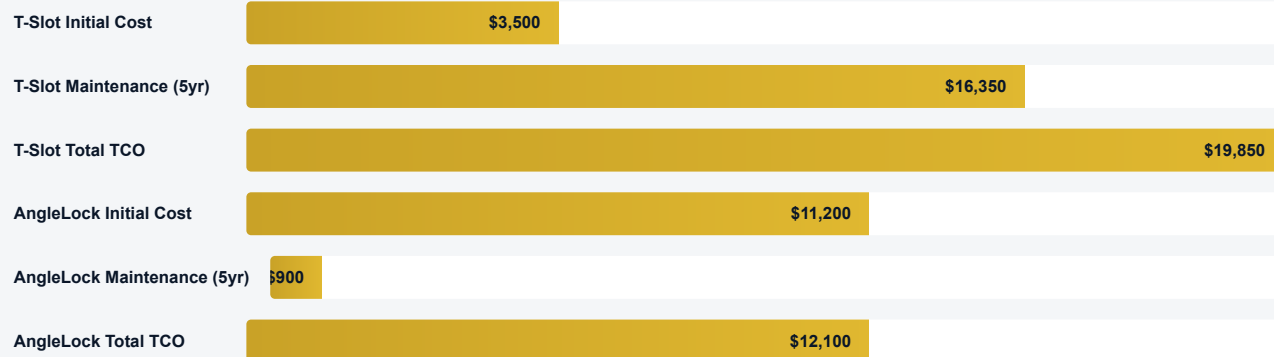 T-Slot Initial Cost $3,500
T-Slot Maintenance (5yr) $16,350
T-Slot Total TCO $19,850
AngleLock Initial Cost $11,200
AngleLock Maintenance (5yr) $900
AngleLock Total TCO $12,100